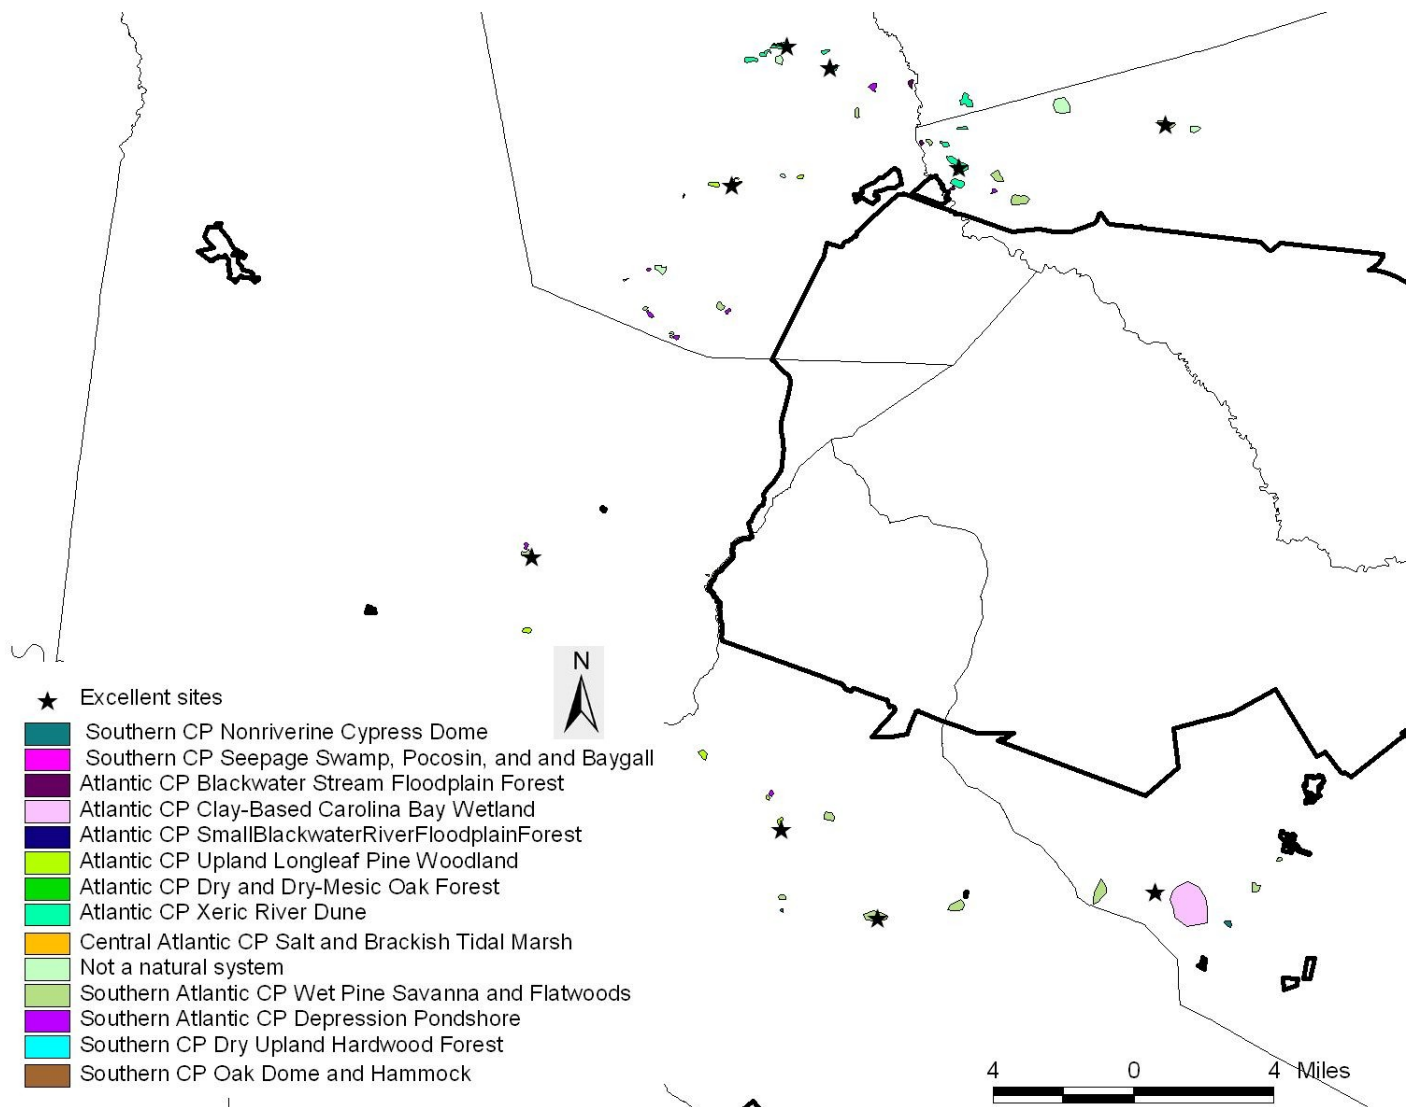 N
Excellent sites
Southern CP Nonriverine Cypress Dome
Southern CP Seepage Swamp, Pocosin, and and Baygall
Atlantic CP Blackwater Stream Floodplain Forest
Atlantic CP Clay-Based Carolina Bay Wetland
Atlantic CP SmallBlackwaterRiverFloodplainForest
Atlantic CP Upland Longleaf Pine Woodland
Atlantic CP Dry and Dry-Mesic Oak Forest
Atlantic CP Xeric River Dune
Central Atlantic CP Salt and Brackish Tidal Marsh
Not a natural system
Southern Atlantic CP Wet Pine Savanna and Flatwoods
Southern Atlantic CP Depression Pondshore
Southern CP Dry Upland Hardwood Forest
Southern CP Oak Dome and Hammock
4 0 4 Miles